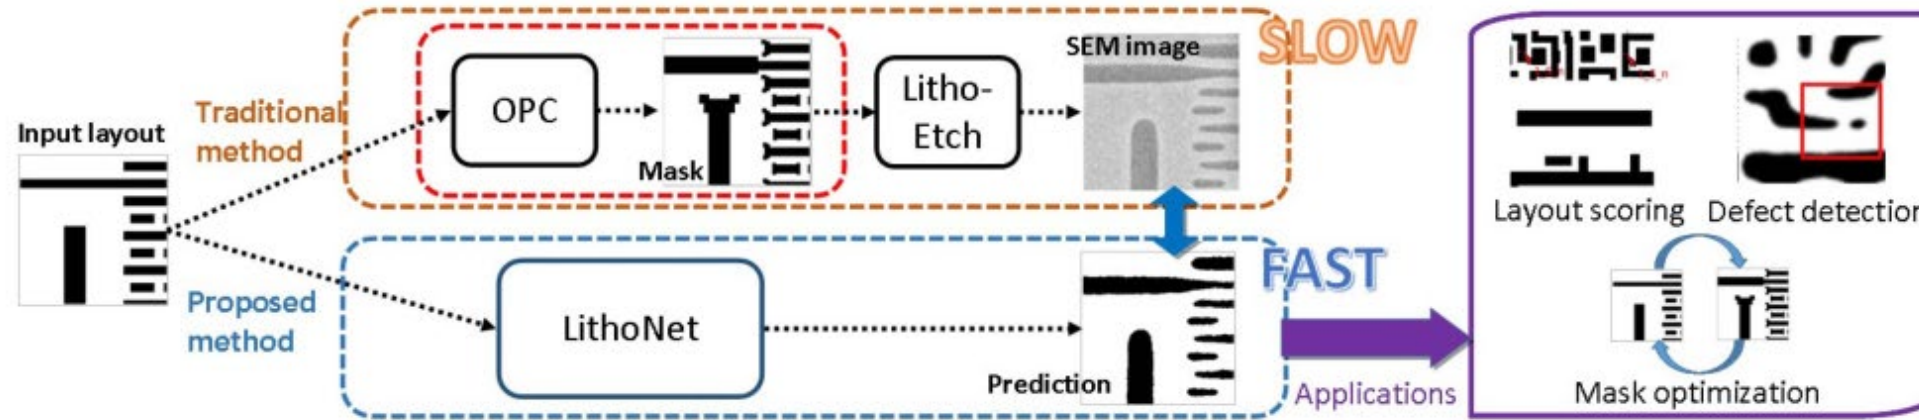 Input layout
Traditional
method
Proposed
method
OPC
Mask
Litho-
Etch
SEM image
SLOW
LithoNet
Prediction
FAST
Applications
Layout scoring
Defect detection
Mask optimization